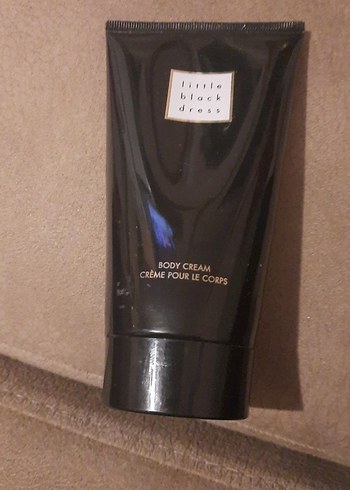 little
black
dress
BODY CREAM
CRÈME POUR LE CORPS